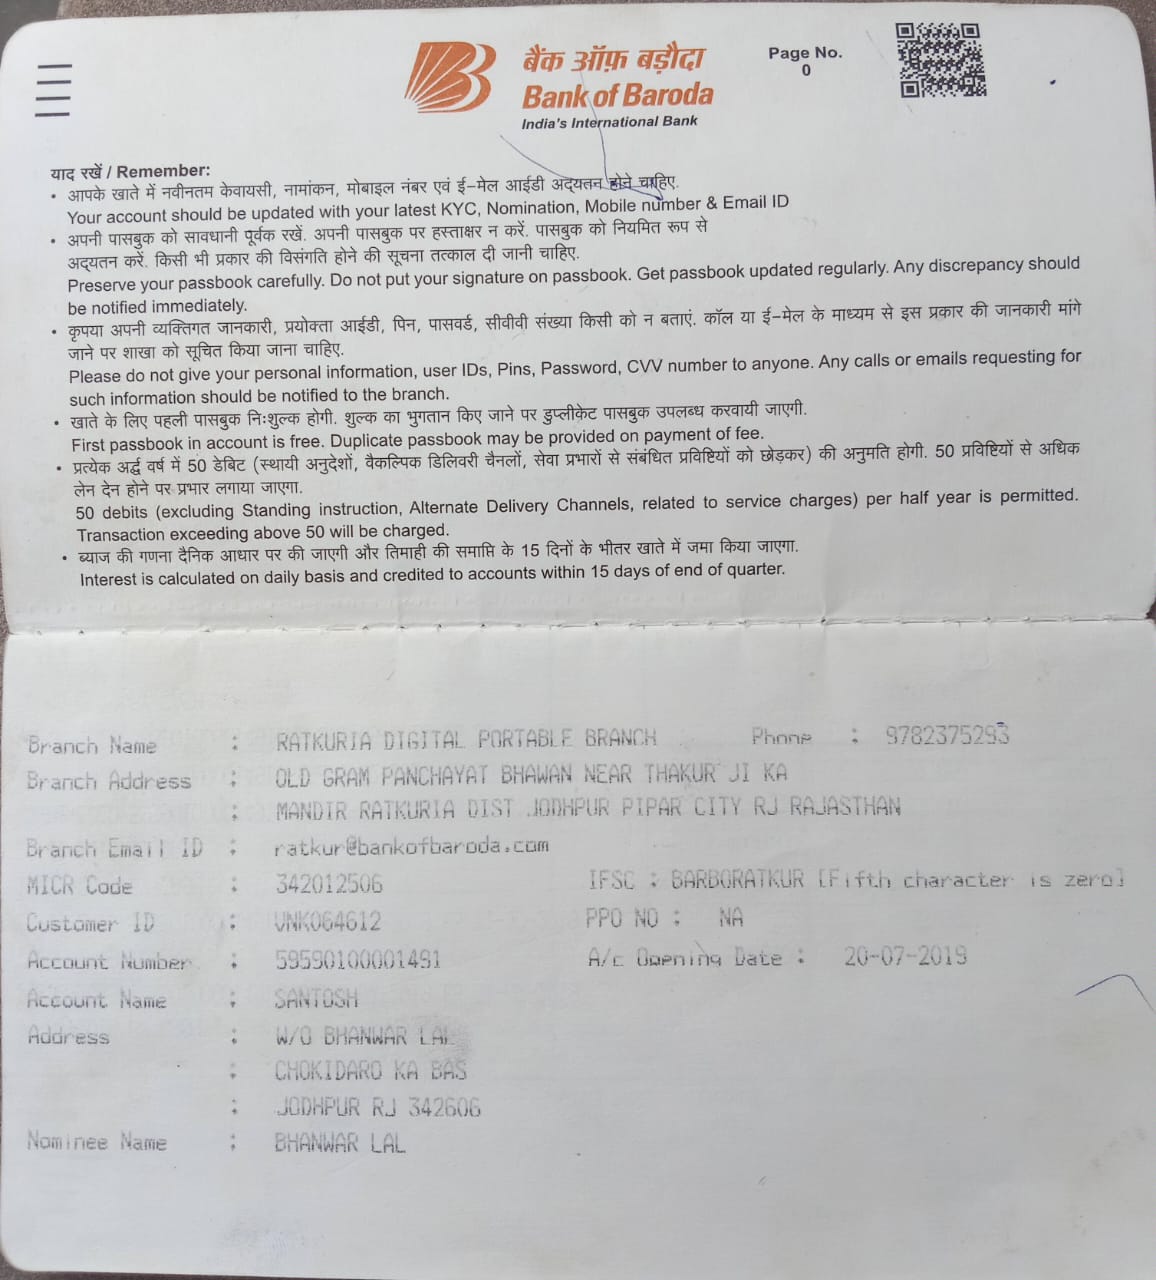 बैंक ऑफ़ बड़ौदा
Bank of Baroda
India's International Bank
Page No.
0
याद रखें / Remember:
• आपके खाते में नवीनतम केवायसी, नामांकन, मोबाइल नंबर एवं ई-मेल आईडी अद्यतन होने चाहिए.
Your account should be updated with your latest KYC, Nomination, Mobile number & Email ID
• अपनी पासबुक को सावधानी पूर्वक रखें. अपनी पासबुक पर हस्ताक्षर न करें. पासबुक को नियमित रूप से
अद्यतन करें. किसी भी प्रकार की विसंगति होने की सूचना तत्काल दी जानी चाहिए.
Preserve your passbook carefully. Do not put your signature on passbook. Get passbook updated regularly. Any discrepancy should
be notified immediately.
• कृपया अपनी व्यक्तिगत जानकारी, प्रयोक्ता आईडी, पिन, पासवर्ड, सीवीवी संख्या किसी को न बताएं. कॉल या ई-मेल के माध्यम से इस प्रकार की जानकारी मांगे
जाने पर शाखा को सूचित किया जाना चाहिए.
Please do not give your personal information, user IDs, Pins, Password, CVV number to anyone. Any calls or emails requesting for
such information should be notified to the branch.
• खाते के लिए पहली पासबुक निःशुल्क होगी. शुल्क का भुगतान किए जाने पर डुप्लीकेट पासबुक उपलब्ध करवायी जाएगी.
First passbook in account is free. Duplicate passbook may be provided on payment of fee.
• प्रत्येक अर्द्ध वर्ष में 50 डेबिट (स्थायी अनुदेशों, वैकल्पिक डिलिवरी चैनलों, सेवा प्रभारों से संबंधित प्रविष्टियों को छोड़कर) की अनुमति होगी. 50 प्रविष्टियों से अधिक
लेन देन होने पर प्रभार लगाया जाएगा.
50 debits (excluding Standing instruction, Alternate Delivery Channels, related to service charges) per half year is permitted.
Transaction exceeding above 50 will be charged.
• ब्याज की गणना दैनिक आधार पर की जाएगी और तिमाही की समाप्ति के 15 दिनों के भीतर खाते में जमा किया जाएगा.
Interest is calculated on daily basis and credited to accounts within 15 days of end of quarter.
Branch Name : RATKURIA DIGITAL PORTABLE BRANCH Phone : 9782375293
Branch Address : OLD GRAM PANCHAYAT BHAWAN NEAR THAKUR JI KA
: MANDIR RATKURIA DIST JODHPUR PIPAR CITY RJ RAJASTHAN
Branch Email ID : ratkur@bankofbaroda.com
MICR Code : 342012506 IFSC : BARB0RATKUR [Fifth character is zero]
Customer ID : VNK064612 PPO NO : NA
Account Number : 59590100001491 A/c Opening Date : 20-07-2019
Account Name : SANTOSH
Address : W/O BHANWAR LAL
: CHOKIDARO KA BAS
: JODHPUR RJ 342606
Nominee Name : BHANWAR LAL